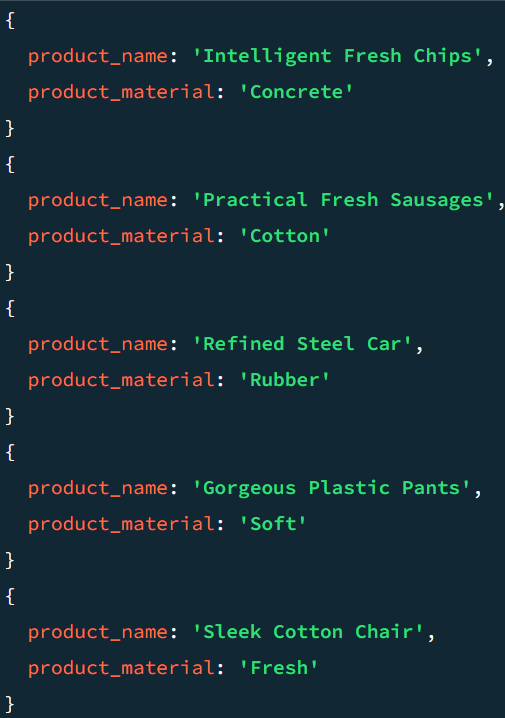 {
  product_name: 'Intelligent Fresh Chips',
  product_material: 'Concrete'
}
{
  product_name: 'Practical Fresh Sausages',
  product_material: 'Cotton'
}
{
  product_name: 'Refined Steel Car',
  product_material: 'Rubber'
}
{
  product_name: 'Gorgeous Plastic Pants',
  product_material: 'Soft'
}
{
  product_name: 'Sleek Cotton Chair',
  product_material: 'Fresh'
}